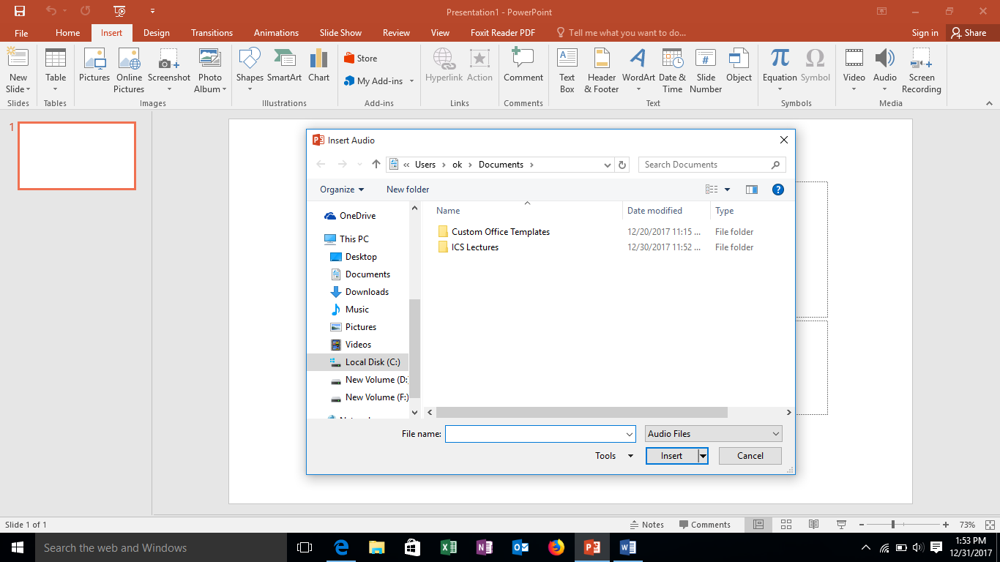 Presentation1 - PowerPoint
File Home Insert Design Transitions Animations Slide Show Review View Foxit Reader PDF Tell me what you want to do... Sign in Share
New Slide
Table
Pictures
Online Pictures
Screenshot
Photo Album
Shapes
SmartArt
Chart
Store
My Add-ins
Hyperlink
Action
Comment
Text Box
Header & Footer
WordArt
Date & Time
Slide Number
Object
Equation
Symbol
Video
Audio
Screen Recording
Slides Tables Images Illustrations Add-ins Links Comments Text Symbols Media
1
Insert Audio
« Users › ok › Documents ›
Search Documents
Organize New folder
OneDrive
This PC
Desktop
Documents
Downloads
Music
Pictures
Videos
Local Disk (C:)
New Volume (D:
New Volume (F:)
Name Date modified Type
Custom Office Templates 12/20/2017 11:15 ... File folder
ICS Lectures 12/30/2017 11:52 ... File folder
File name: Audio Files
Tools Insert Cancel
Slide 1 of 1 Notes Comments 73%
Search the web and Windows
1:53 PM
12/31/2017